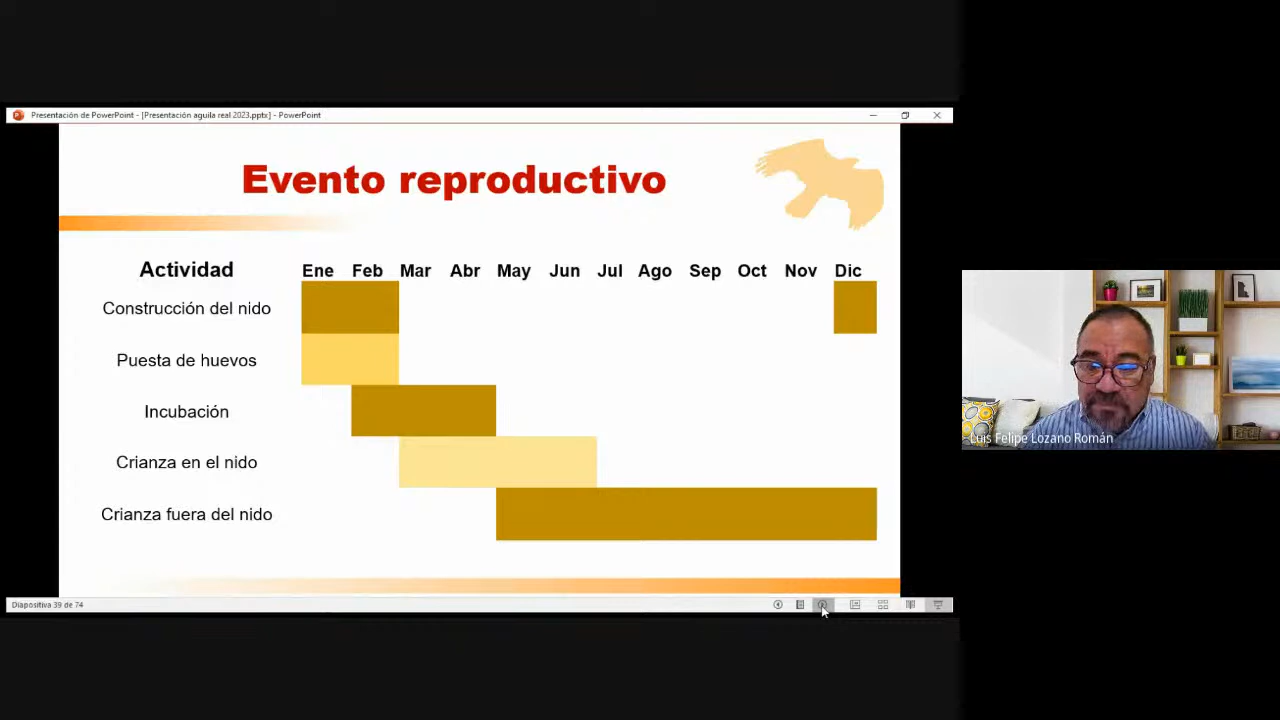 Presentación de PowerPoint - [Presentación aguila real 2023.pptx] - PowerPoint
Evento reproductivo
Actividad Ene Feb Mar Abr May Jun Jul Ago Sep Oct Nov Dic
Construcción del nido
Puesta de huevos
Incubación
Crianza en el nido
Crianza fuera del nido
Diapositiva 39 de 74
Luis Felipe Lozano Román